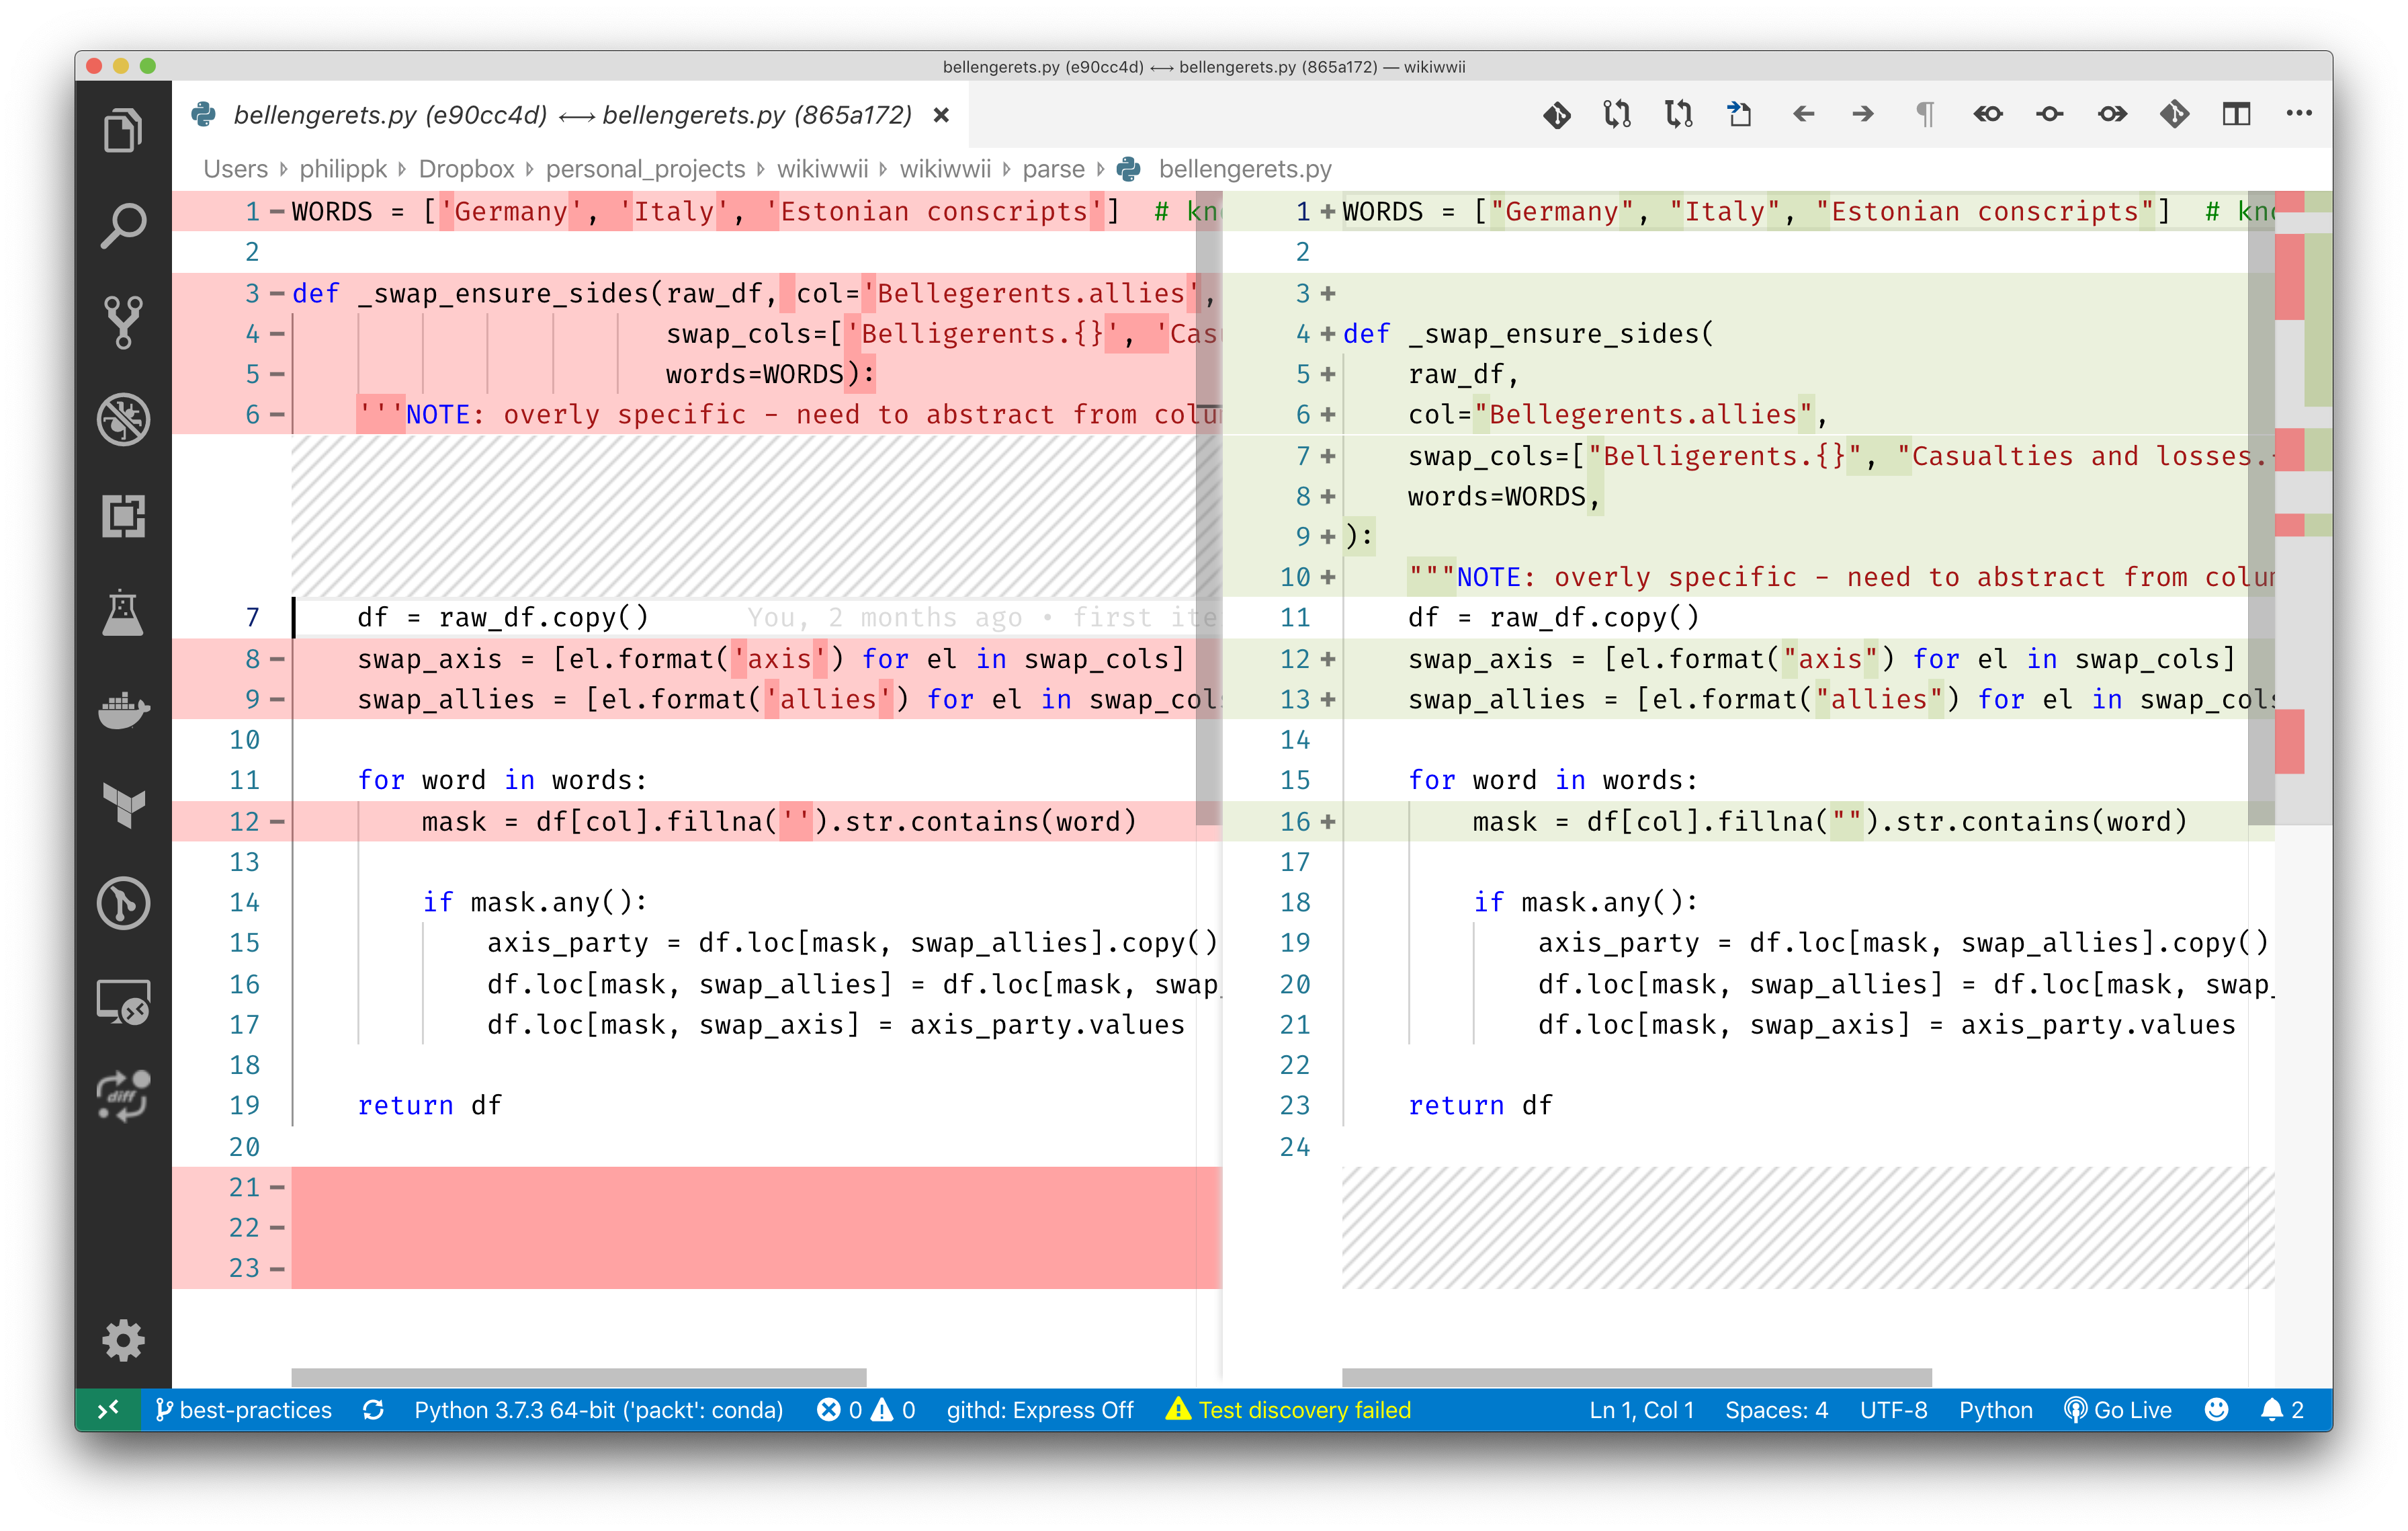 bellengerets.py (e90cc4d) ⟷ bellengerets.py (865a172) — wikiwwii
bellengerets.py (e90cc4d) ⟷ bellengerets.py (865a172) ×
Users › philippk › Dropbox › personal_projects › wikiwwii › wikiwwii › parse › bellengerets.py
1 – WORDS = ['Germany', 'Italy', 'Estonian conscripts']  # kn
2
3 – def _swap_ensure_sides(raw_df, col='Bellegerents.allies',
4 –                        swap_cols=['Belligerents.{}', 'Cas
5 –                        words=WORDS):
6 –     '''NOTE: overly specific - need to abstract from colu
7     df = raw_df.copy()      You, 2 months ago • first ite
8 –     swap_axis = [el.format('axis') for el in swap_cols]
9 –     swap_allies = [el.format('allies') for el in swap_col
10
11     for word in words:
12 –         mask = df[col].fillna('').str.contains(word)
13
14         if mask.any():
15             axis_party = df.loc[mask, swap_allies].copy()
16             df.loc[mask, swap_allies] = df.loc[mask, swap_
17             df.loc[mask, swap_axis] = axis_party.values
18
19     return df
20
21 –
22 –
23 –
1 + WORDS = ["Germany", "Italy", "Estonian conscripts"]  # kno
2
3 +
4 + def _swap_ensure_sides(
5 +     raw_df,
6 +     col="Bellegerents.allies",
7 +     swap_cols=["Belligerents.{}", "Casualties and losses.
8 +     words=WORDS,
9 + ):
10 +     """NOTE: overly specific - need to abstract from colu
11     df = raw_df.copy()
12 +     swap_axis = [el.format("axis") for el in swap_cols]
13 +     swap_allies = [el.format("allies") for el in swap_cols
14
15     for word in words:
16 +         mask = df[col].fillna("").str.contains(word)
17
18         if mask.any():
19             axis_party = df.loc[mask, swap_allies].copy()
20             df.loc[mask, swap_allies] = df.loc[mask, swap_
21             df.loc[mask, swap_axis] = axis_party.values
22
23     return df
24
diff
best-practices Python 3.7.3 64-bit ('packt': conda) 0 0 githd: Express Off Test discovery failed Ln 1, Col 1 Spaces: 4 UTF-8 Python Go Live 2